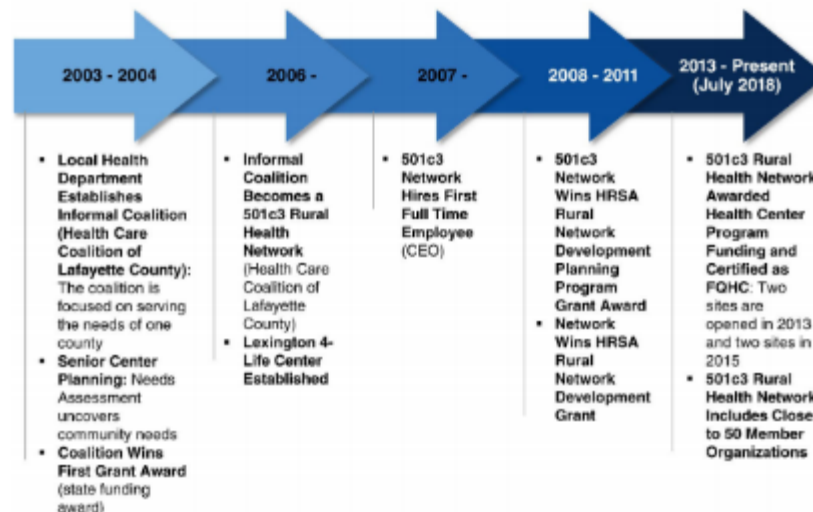 2003 - 2004
2006 -
2007 -
2008 - 2011
2013 - Present
(July 2018)
▪ Local Health
Department
Establishes
Informal Coalition
(Health Care
Coalition of
Lafayette County):
The coalition is
focused on serving
the needs of one
county
▪ Senior Center
Planning: Needs
Assessment
uncovers
community needs
▪ Coalition Wins
First Grant Award
(state funding
award)
▪ Informal
Coalition
Becomes a
501c3 Rural
Health
Network
(Health Care
Coalition of
Lafayette
County)
▪ Lexington 4-
Life Center
Established
▪ 501c3
Network
Hires First
Full Time
Employee
(CEO)
▪ 501c3
Network
Wins HRSA
Rural
Network
Development
Planning
Program
Grant Award
▪ Network
Wins HRSA
Rural
Network
Development
Grant
▪ 501c3 Rural
Health Network
Awarded
Health Center
Program
Funding and
Certified as
FQHC: Two
sites are
opened in 2013
and two sites in
2015
▪ 501c3 Rural
Health Network
Includes Close
to 50 Member
Organizations